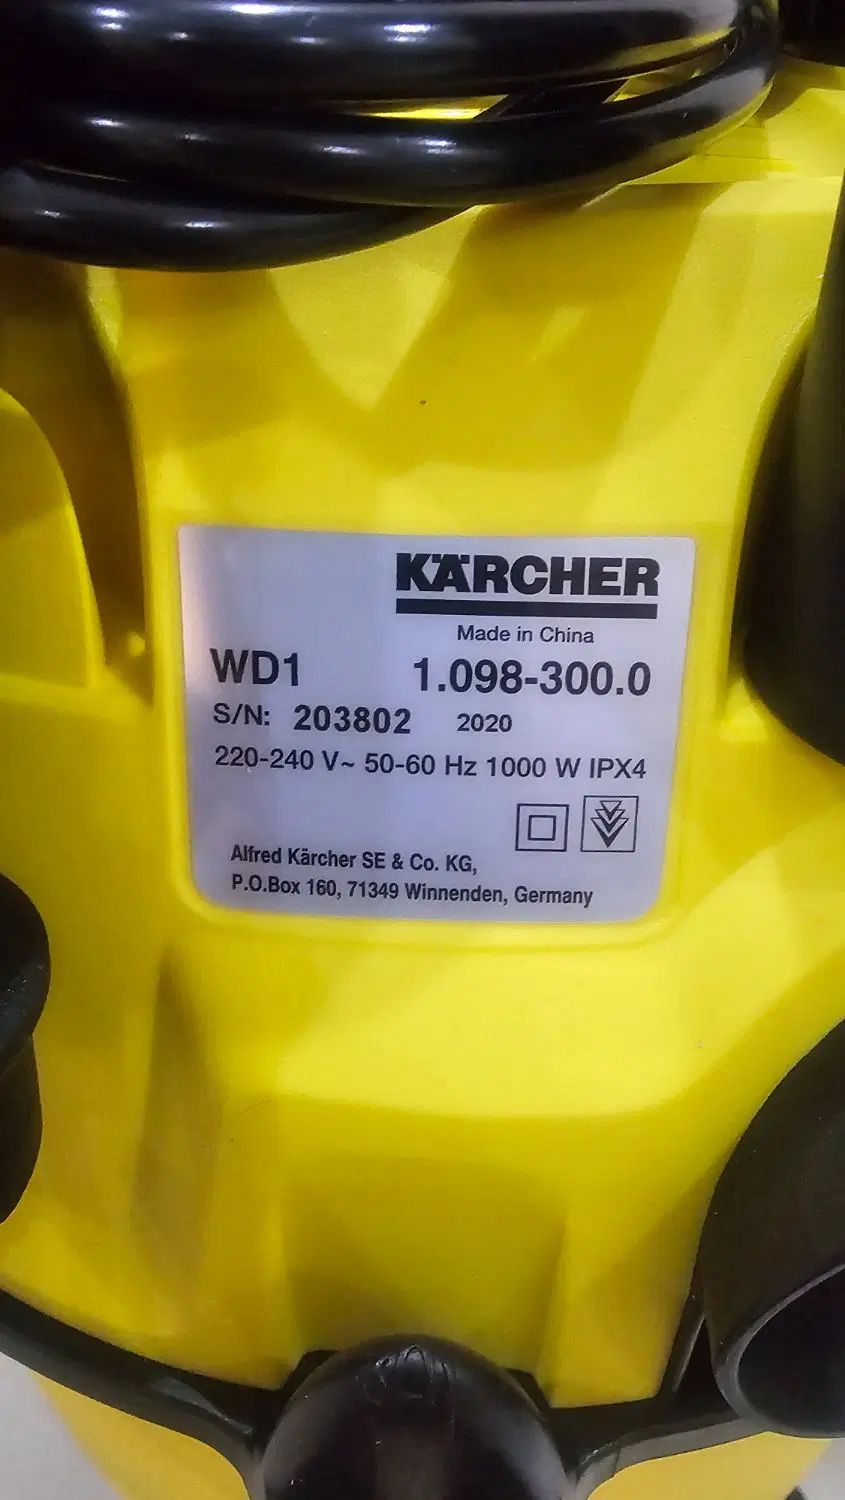 KÄRCHER
Made in China
WD1 1.098-300.0
S/N: 203802 2020
220-240 V~ 50-60 Hz 1000 W IPX4
Alfred Kärcher SE & Co. KG,
P.O.Box 160, 71349 Winnenden, Germany